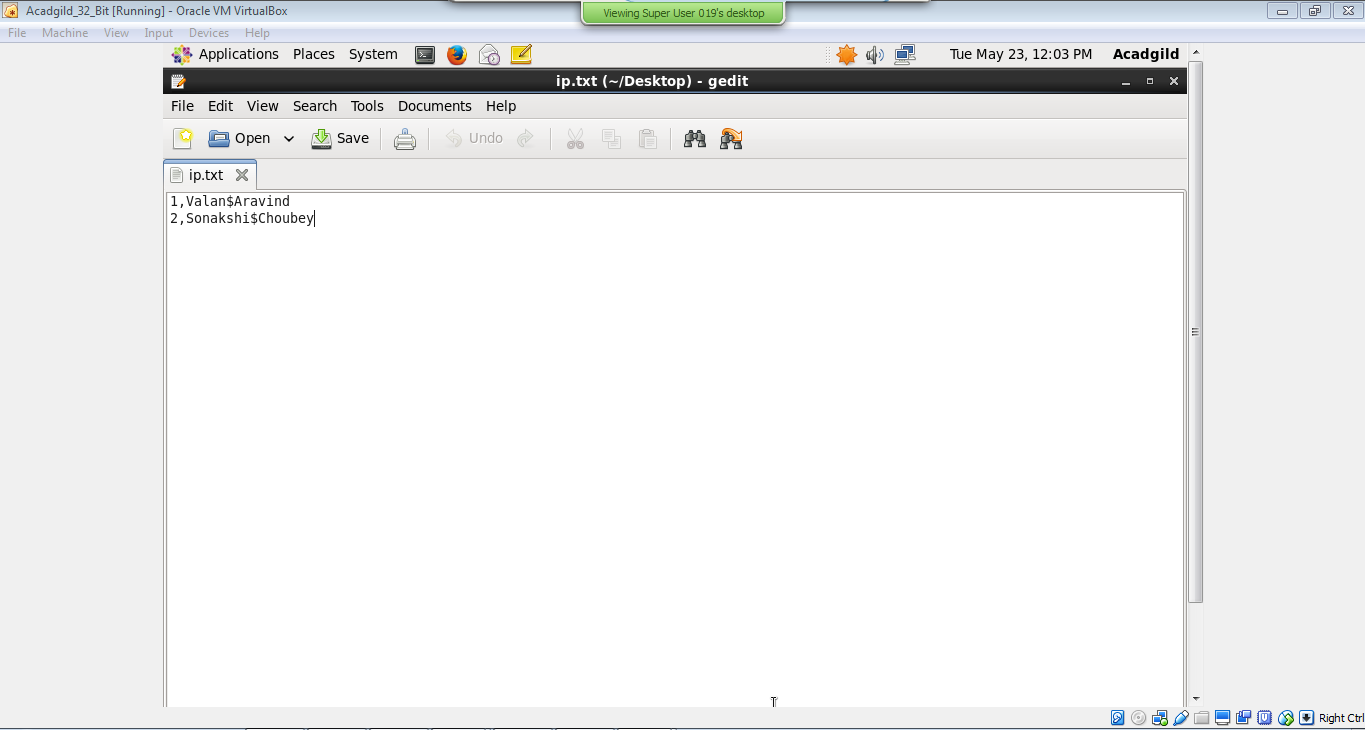 Acadgild_32_Bit [Running] - Oracle VM VirtualBox
Viewing Super User 019's desktop
File Machine View Input Devices Help
Applications Places System Tue May 23, 12:03 PM Acadgild
ip.txt (~/Desktop) - gedit
File Edit View Search Tools Documents Help
Open Save Undo
ip.txt
1,Valan$Aravind
2,Sonakshi$Choubey
Right Ctrl